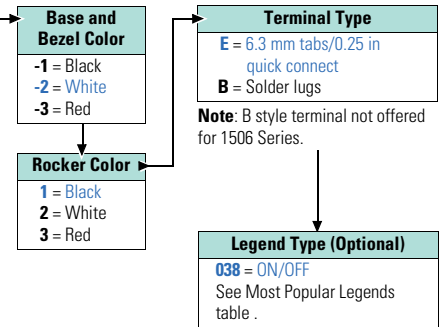 Base and
Bezel Color
-1 = Black
-2 = White
-3 = Red
Rocker Color
1 = Black
2 = White
3 = Red
Terminal Type
E = 6.3 mm tabs/0.25 in
quick connect
B = Solder lugs
Note: B style terminal not offered
for 1506 Series.
Legend Type (Optional)
038 = ON/OFF
See Most Popular Legends
table .